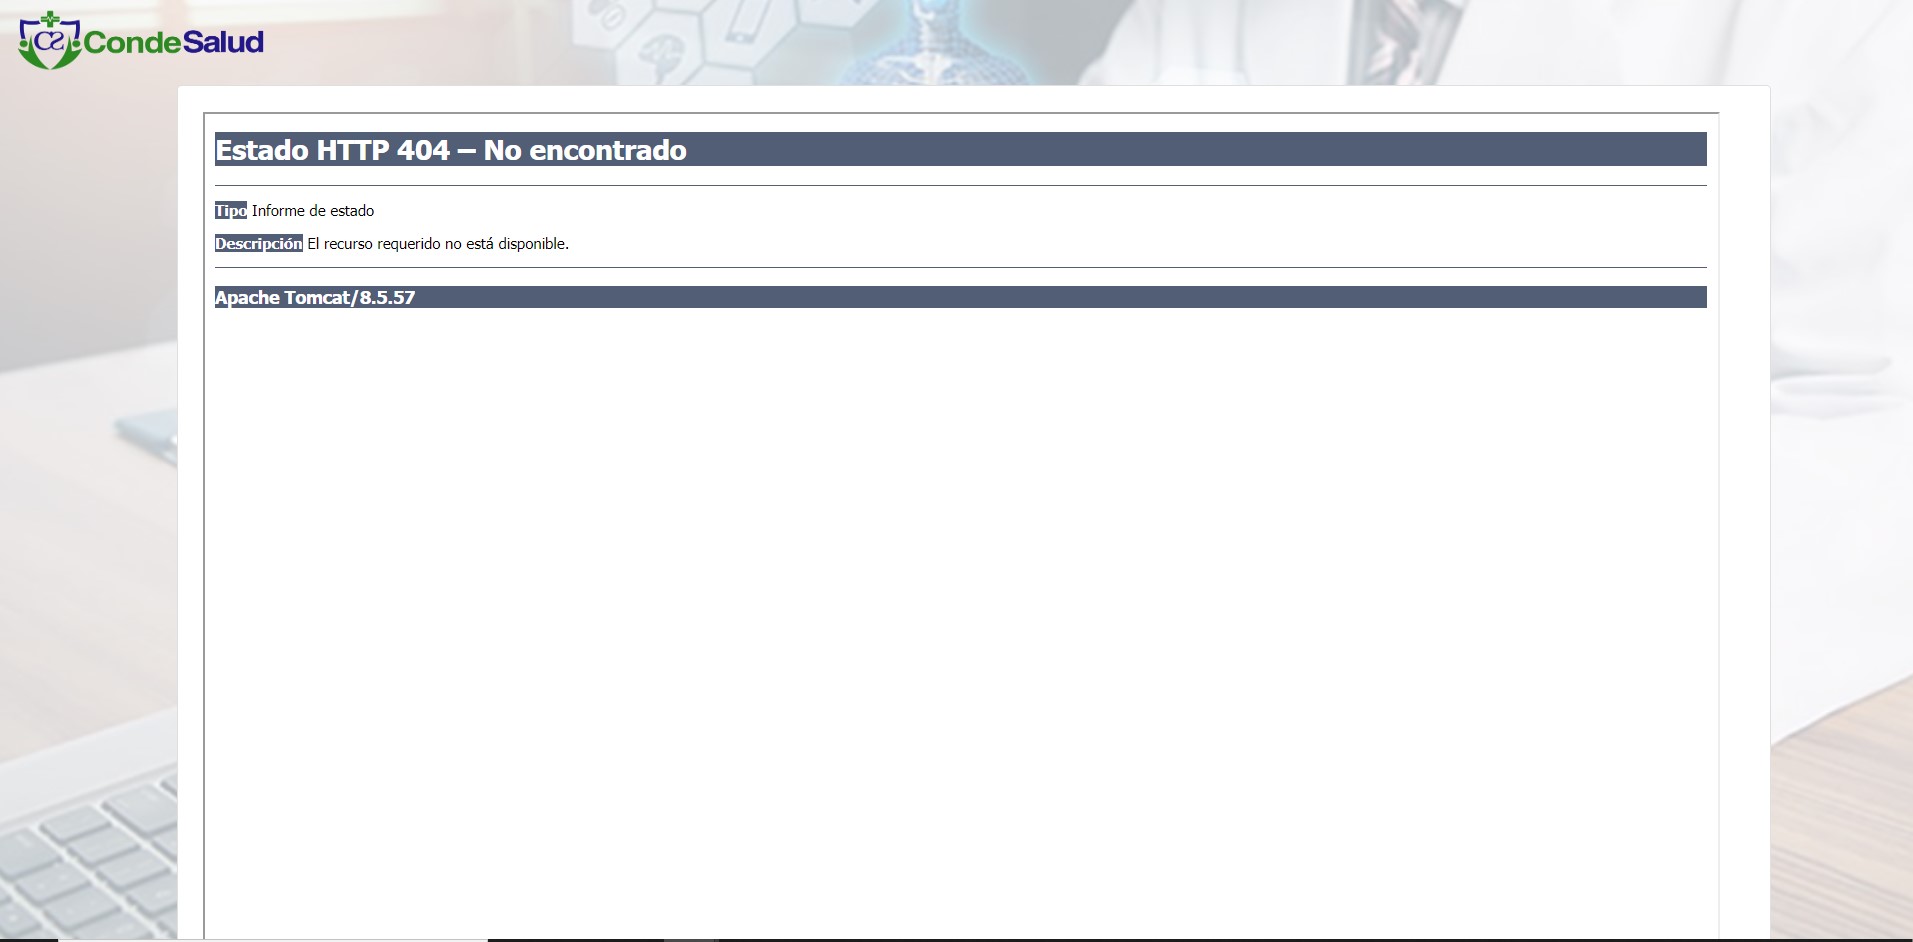 CS CondeSalud
Estado HTTP 404 – No encontrado
Tipo Informe de estado
Descripción El recurso requerido no está disponible.
Apache Tomcat/8.5.57